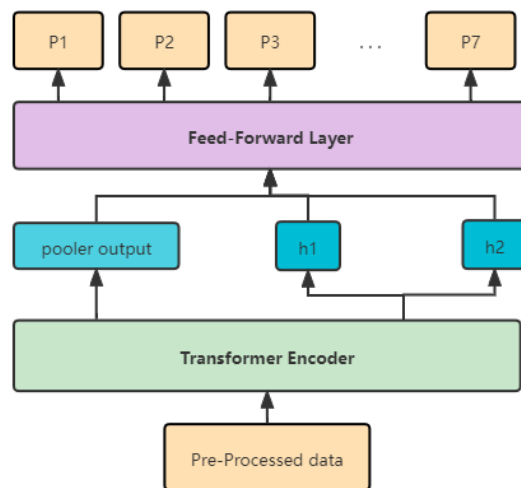 P1 P2 P3 ... P7
Feed-Forward Layer
pooler output h1 h2
Transformer Encoder
Pre-Processed data